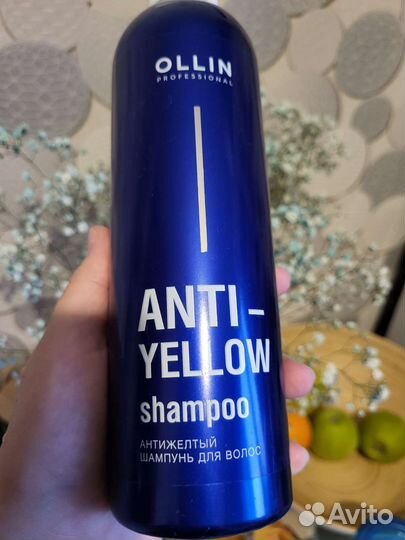 OLLIN
PROFESSIONAL
ANTI-
YELLOW
shampoo
АНТИЖЕЛТЫЙ
ШАМПУНЬ ДЛЯ ВОЛОС
Avito